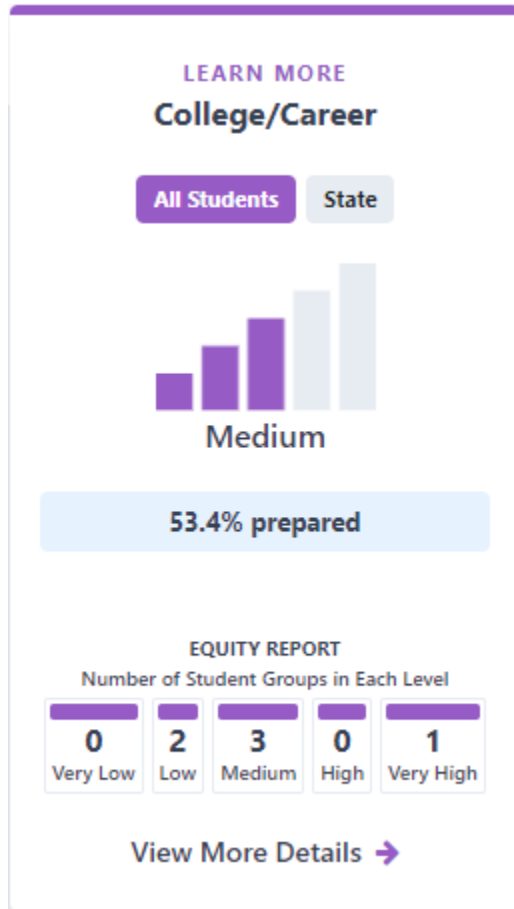 LEARN MORE
College/Career
All Students State
Medium
53.4% prepared
EQUITY REPORT
Number of Student Groups in Each Level
0 2 3 0 1
Very Low Low Medium High Very High
View More Details